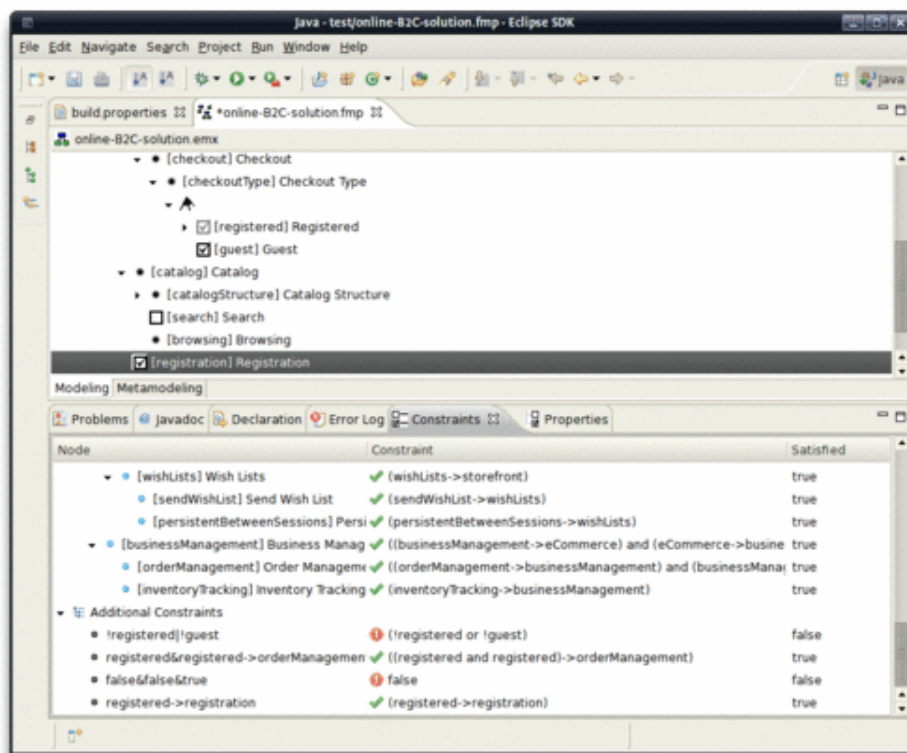 Java - test/online-B2C-solution.fmp - Eclipse SDK
File Edit Navigate Search Project Run Window Help
Java
build.properties *online-B2C-solution.fmp
online-B2C-solution.emx
[checkout] Checkout
[checkoutType] Checkout Type
[registered] Registered
[guest] Guest
[catalog] Catalog
[catalogStructure] Catalog Structure
[search] Search
[browsing] Browsing
[registration] Registration
Modeling Metamodeling
Problems Javadoc Declaration Error Log Constraints Properties
Node Constraint Satisfied
[wishLists] Wish Lists (wishLists->storefront) true
[sendWishList] Send Wish List (sendWishList->wishLists) true
[persistentBetweenSessions] Persi (persistentBetweenSessions->wishLists) true
[businessManagement] Business Manag ((businessManagement->eCommerce) and (eCommerce->busine true
[orderManagement] Order Manageme ((orderManagement->businessManagement) and (businessManag true
[inventoryTracking] Inventory Tracking (inventoryTracking->businessManagement) true
Additional Constraints
!registered|!guest (!registered or !guest) false
registered&registered->orderManagemen ((registered and registered)->orderManagement) true
false&false&true false false
registered->registration (registered->registration) true